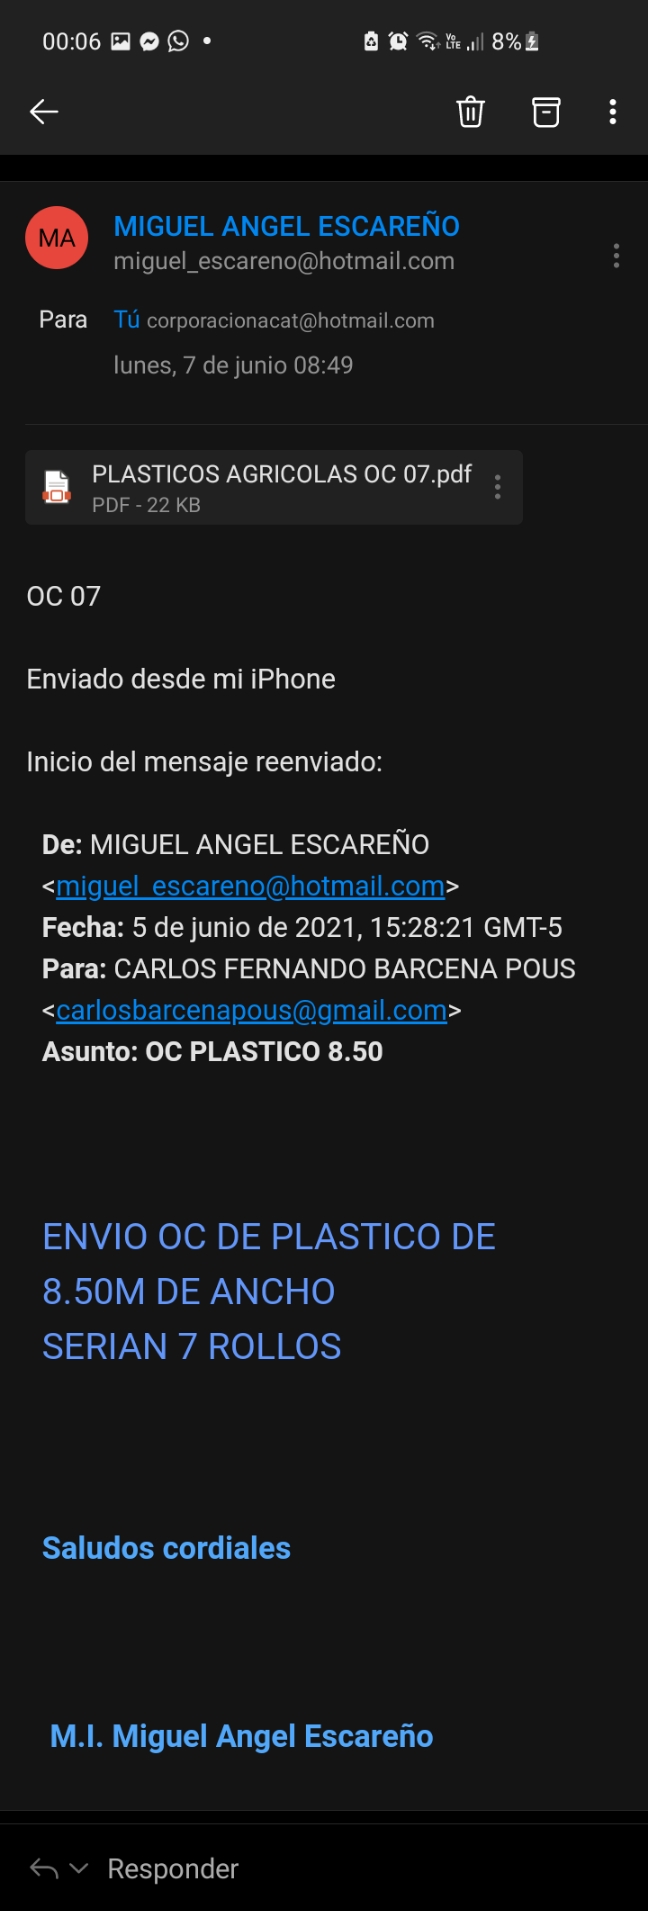 00:06 8%
MA
MIGUEL ANGEL ESCAREÑO
miguel_escareno@hotmail.com
Para Tú corporacionacat@hotmail.com
lunes, 7 de junio 08:49
PLASTICOS AGRICOLAS OC 07.pdf
PDF - 22 KB
OC 07
Enviado desde mi iPhone
Inicio del mensaje reenviado:
De: MIGUEL ANGEL ESCAREÑO
<miguel_escareno@hotmail.com>
Fecha: 5 de junio de 2021, 15:28:21 GMT-5
Para: CARLOS FERNANDO BARCENA POUS
<carlosbarcenapous@gmail.com>
Asunto: OC PLASTICO 8.50
ENVIO OC DE PLASTICO DE
8.50M DE ANCHO
SERIAN 7 ROLLOS
Saludos cordiales
M.I. Miguel Angel Escareño
Responder